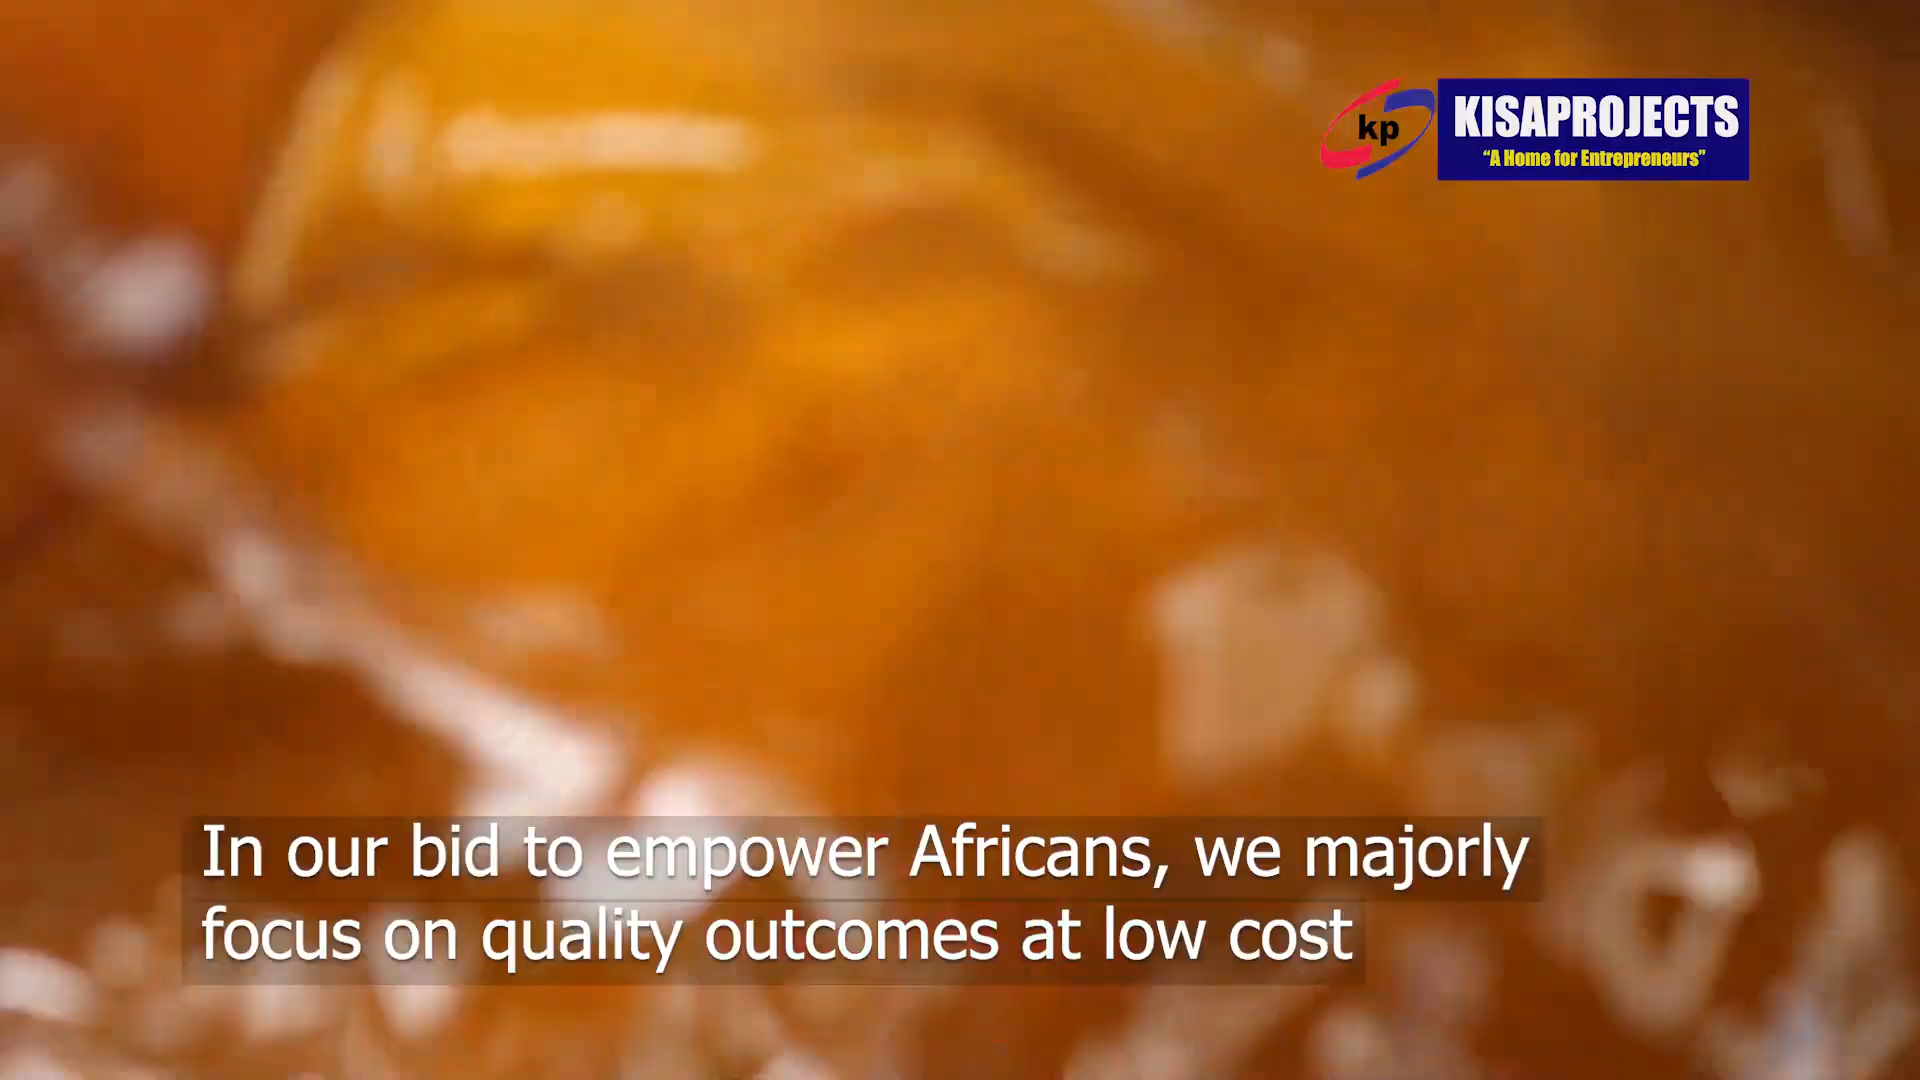 kp
KISAPROJECTS
“A Home for Entrepreneurs”
In our bid to empower Africans, we majorly
focus on quality outcomes at low cost